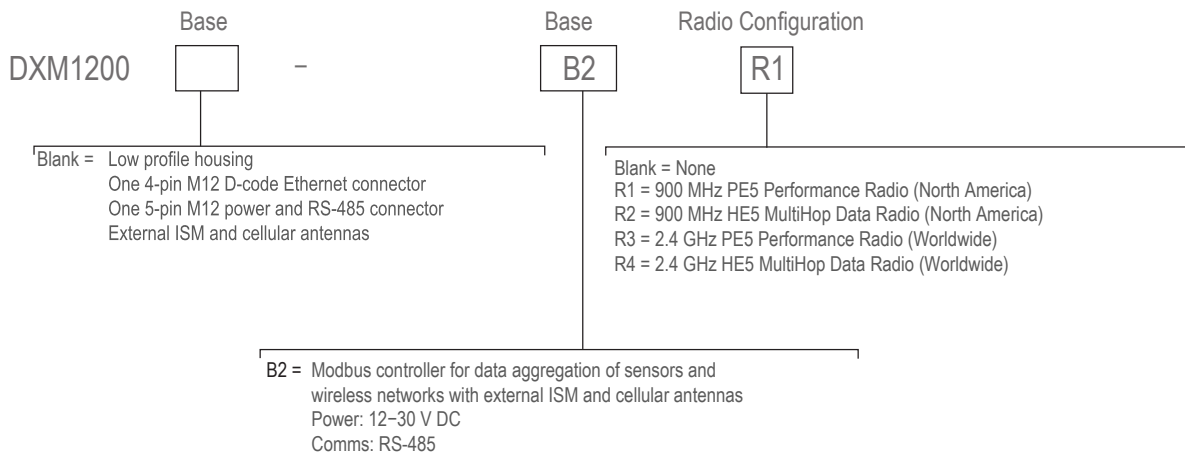 Base Base Radio Configuration
DXM1200 – B2 R1
Blank = Low profile housing
One 4-pin M12 D-code Ethernet connector
One 5-pin M12 power and RS-485 connector
External ISM and cellular antennas
Blank = None
R1 = 900 MHz PE5 Performance Radio (North America)
R2 = 900 MHz HE5 MultiHop Data Radio (North America)
R3 = 2.4 GHz PE5 Performance Radio (Worldwide)
R4 = 2.4 GHz HE5 MultiHop Data Radio (Worldwide)
B2 = Modbus controller for data aggregation of sensors and
wireless networks with external ISM and cellular antennas
Power: 12–30 V DC
Comms: RS-485